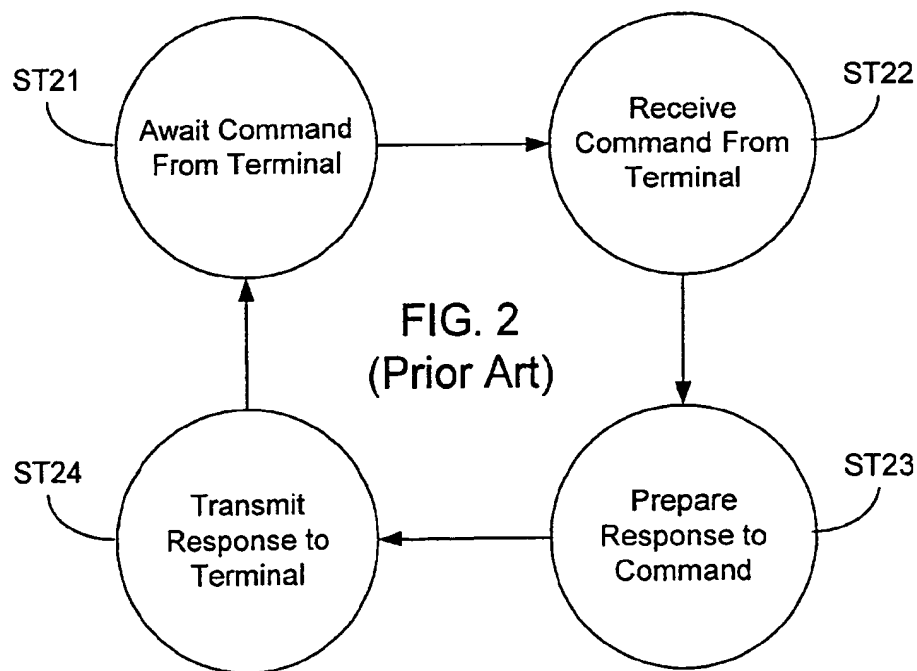 ST21
Await Command
From Terminal
ST22
Receive
Command From
Terminal
FIG. 2
(Prior Art)
ST24
Transmit
Response to
Terminal
ST23
Prepare
Response to
Command